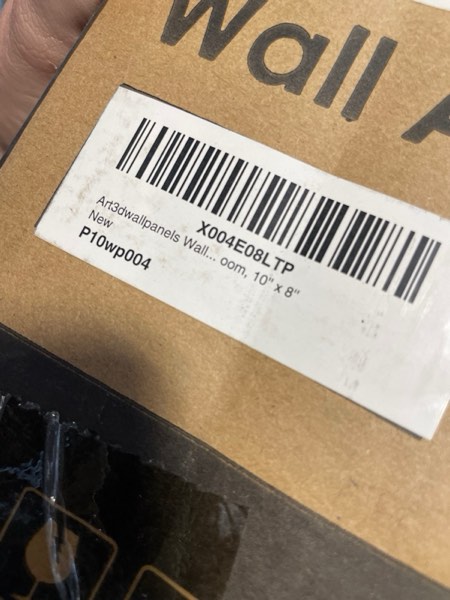 Wall A
X004E08LTP
Art3dwallpanels Wall... oom, 10" x 8"
New
P10wp004